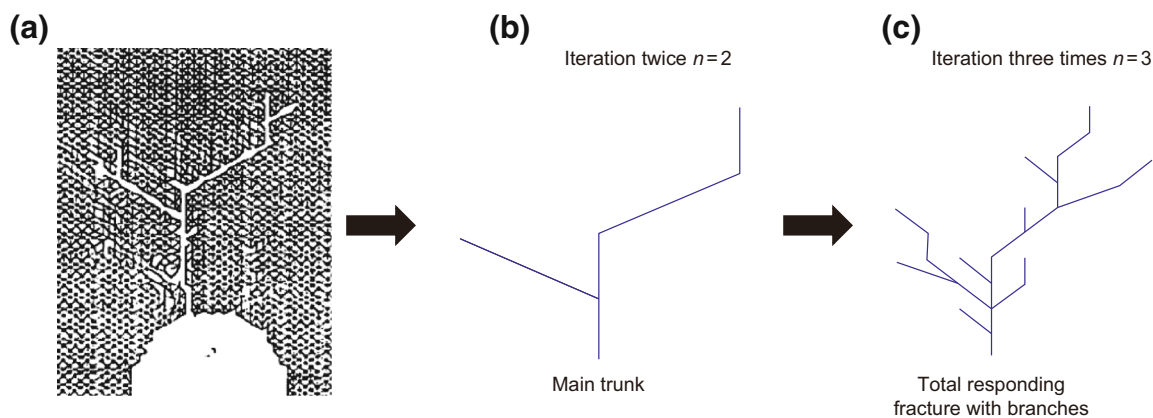 (a)
(b)
(c)
Iteration twice n=2
Iteration three times n=3
Main trunk
Total responding
fracture with branches